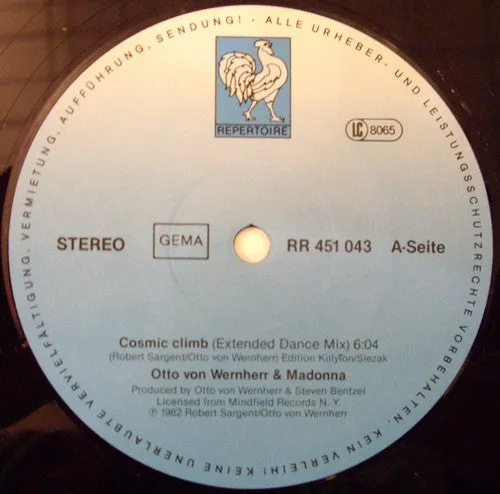 KEINE UNERLAUBTE VERVIELFÄLTIGUNG, VERMIETUNG, AUFFÜHRUNG, SENDUNG! - ALLE URHEBER- UND LEISTUNGSSCHUTZRECHTE VORBEHALTEN, KEIN VERLEIH!
REPERTOIRE
LC 8065
STEREO GEMA RR 451 043 A-Seite
Cosmic climb (Extended Dance Mix) 6:04
(Robert Sargent/Otto von Wernherr) Edition Killyton/Slezak
Otto von Wernherr & Madonna
Produced by Otto von Wernherr & Steven Bentzel
Licensed from Mindfield Records N. Y.
℗ 1982 Robert Sargent/Otto von Wernherr